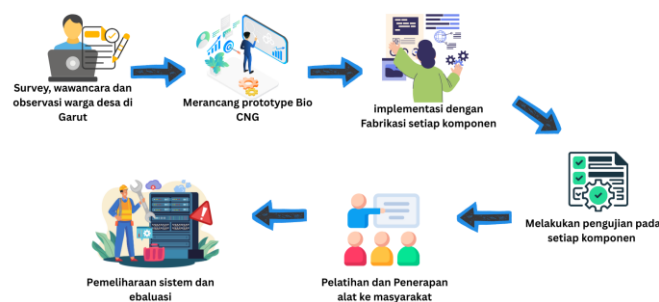 Survey, wawancara dan
observasi warga desa di
Garut
Merancang prototype Bio
CNG
implementasi dengan
Fabrikasi setiap komponen
Melakukan pengujian pada
setiap komponen
Pelatihan dan Penerapan
alat ke masyarakat
Pemeliharaan sistem dan
ebaluasi